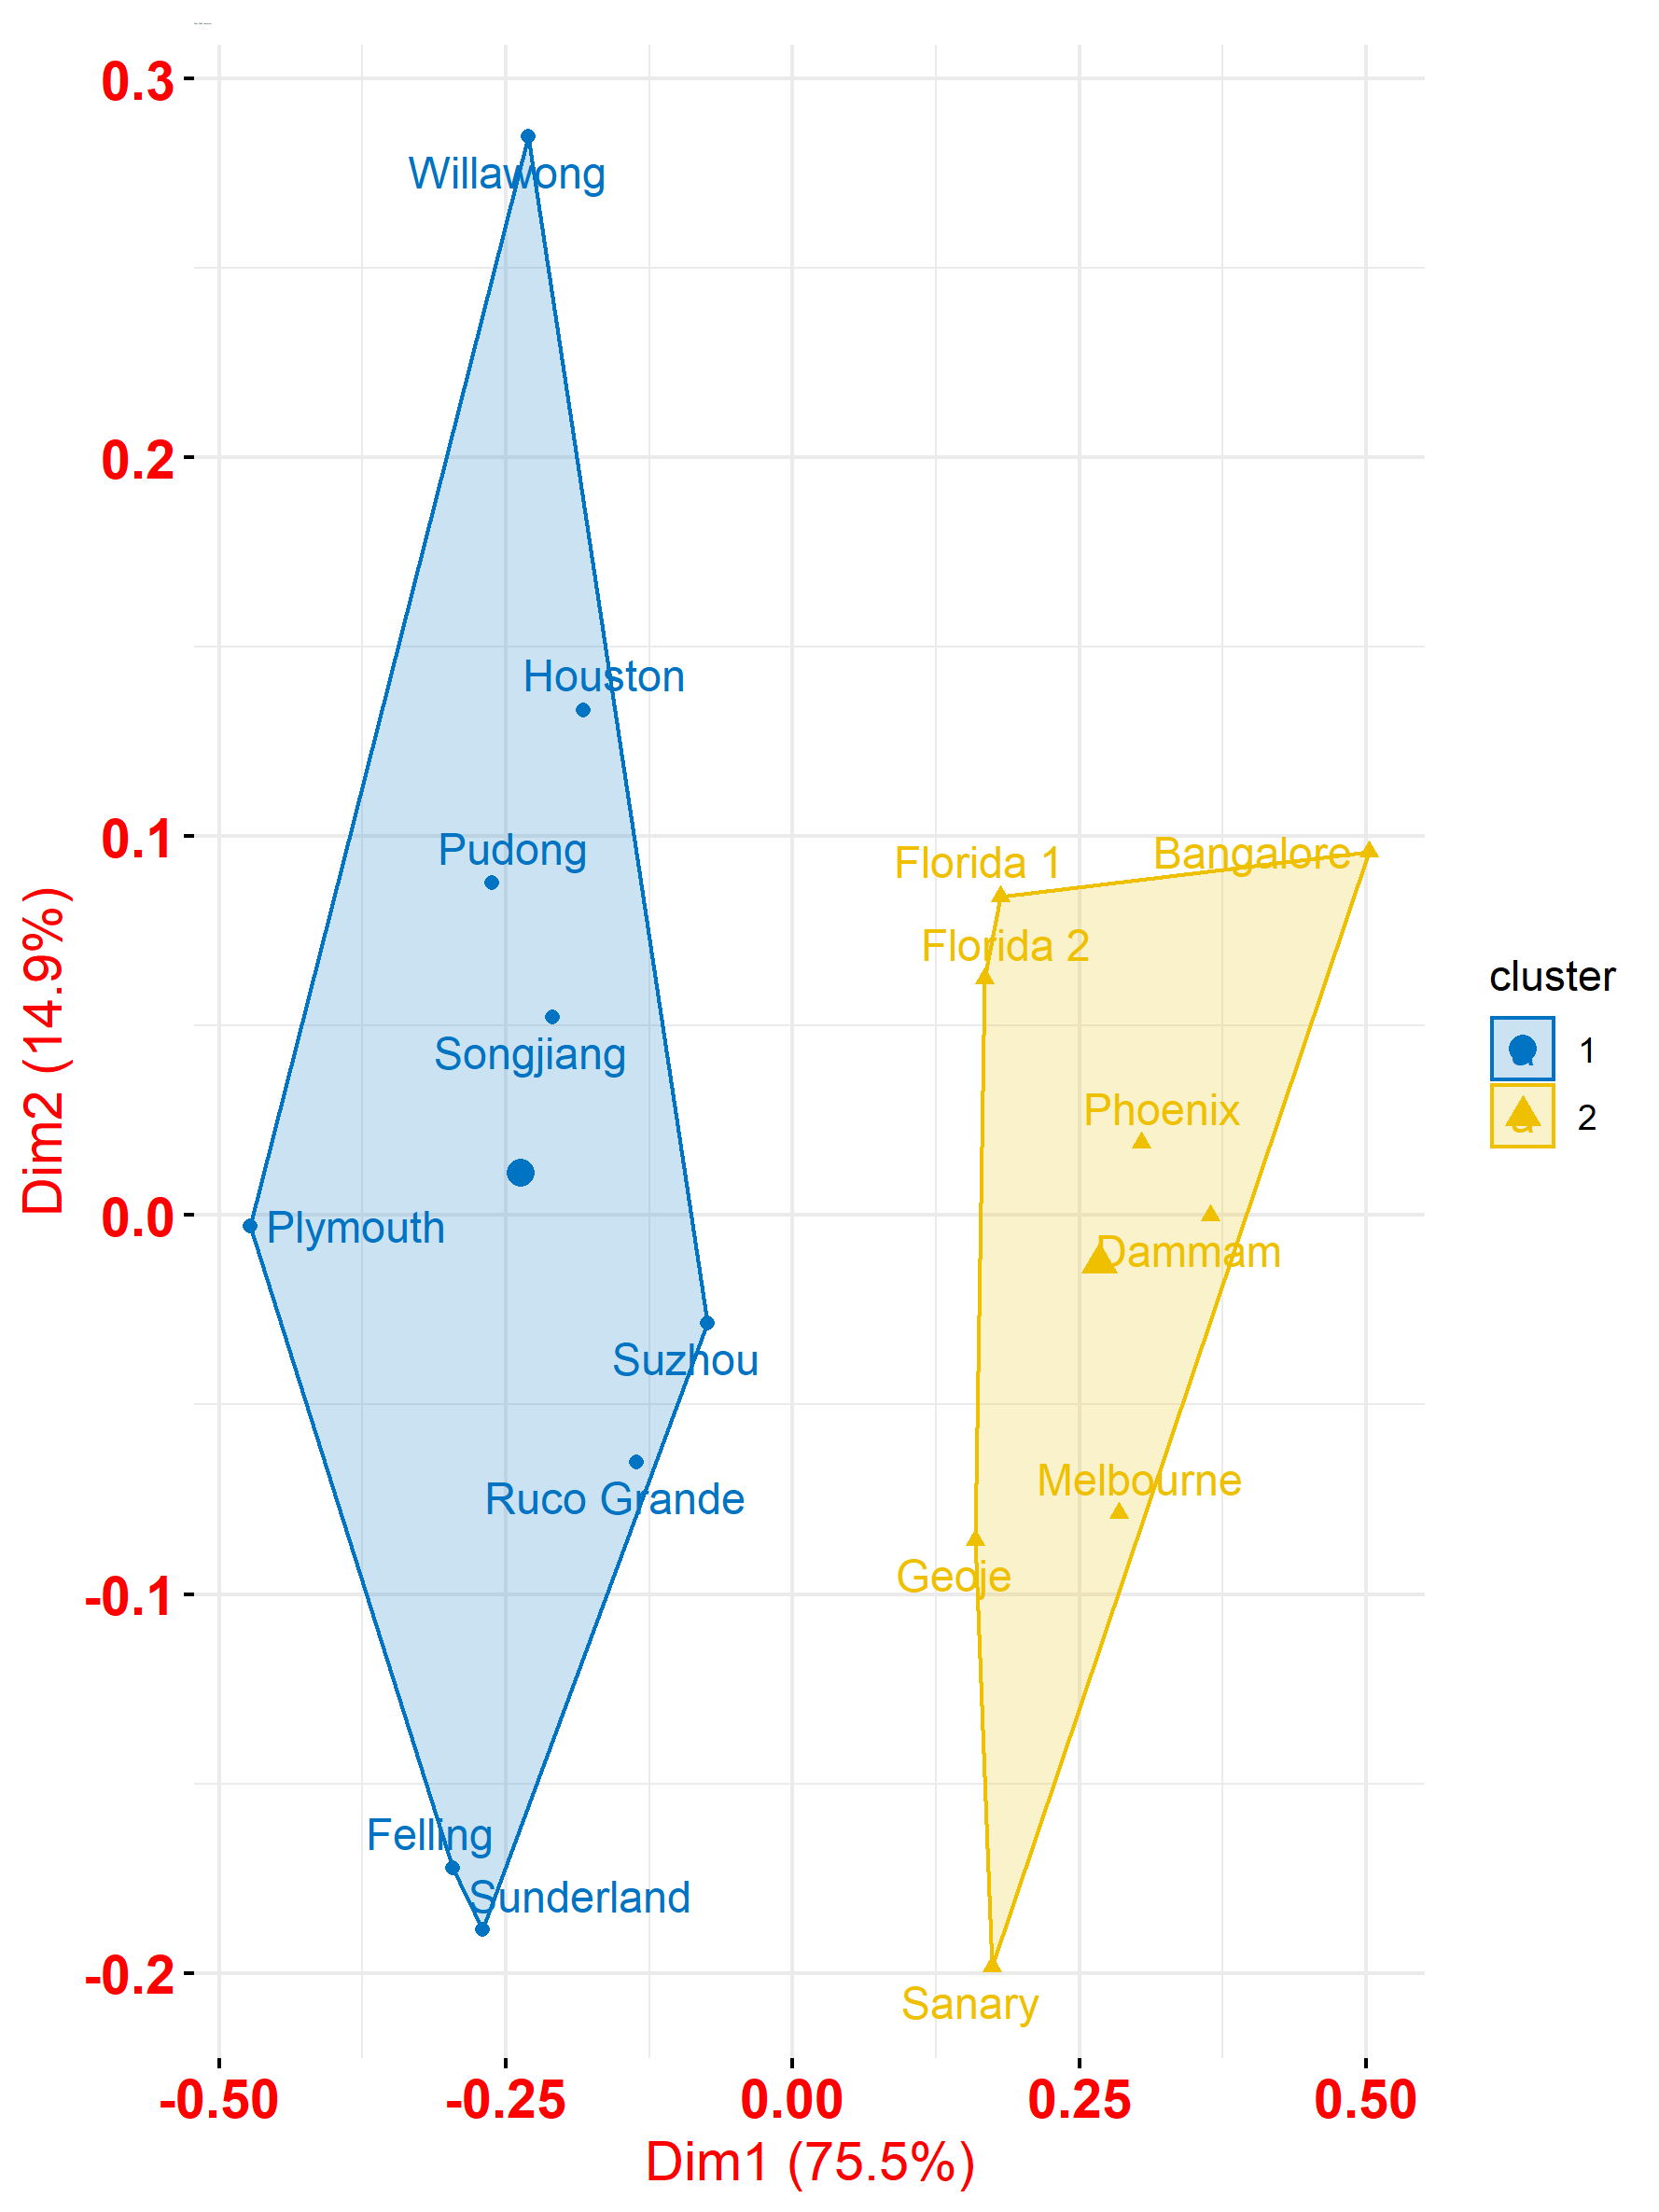 0.3
Willawong
0.2
Houston
0.1
Pudong
Florida 1
Bangalore
Florida 2
Songjiang
Phoenix
0.0
Plymouth
Dammam
Suzhou
Melbourne
Ruco Grande
Geoje
-0.1
Felling
Sunderland
-0.2
Sanary
-0.50
-0.25
0.00
0.25
0.50
Dim1 (75.5%)
Dim2 (14.9%)
cluster
a 1
a 2